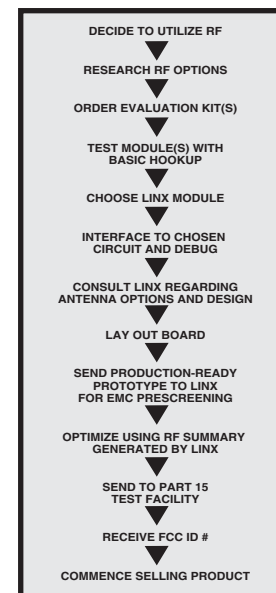 DECIDE TO UTILIZE RF
RESEARCH RF OPTIONS
ORDER EVALUATION KIT(S)
TEST MODULE(S) WITH
BASIC HOOKUP
CHOOSE LINX MODULE
INTERFACE TO CHOSEN
CIRCUIT AND DEBUG
CONSULT LINX REGARDING
ANTENNA OPTIONS AND DESIGN
LAY OUT BOARD
SEND PRODUCTION-READY
PROTOTYPE TO LINX
FOR EMC PRESCREENING
OPTIMIZE USING RF SUMMARY
GENERATED BY LINX
SEND TO PART 15
TEST FACILITY
RECEIVE FCC ID #
COMMENCE SELLING PRODUCT